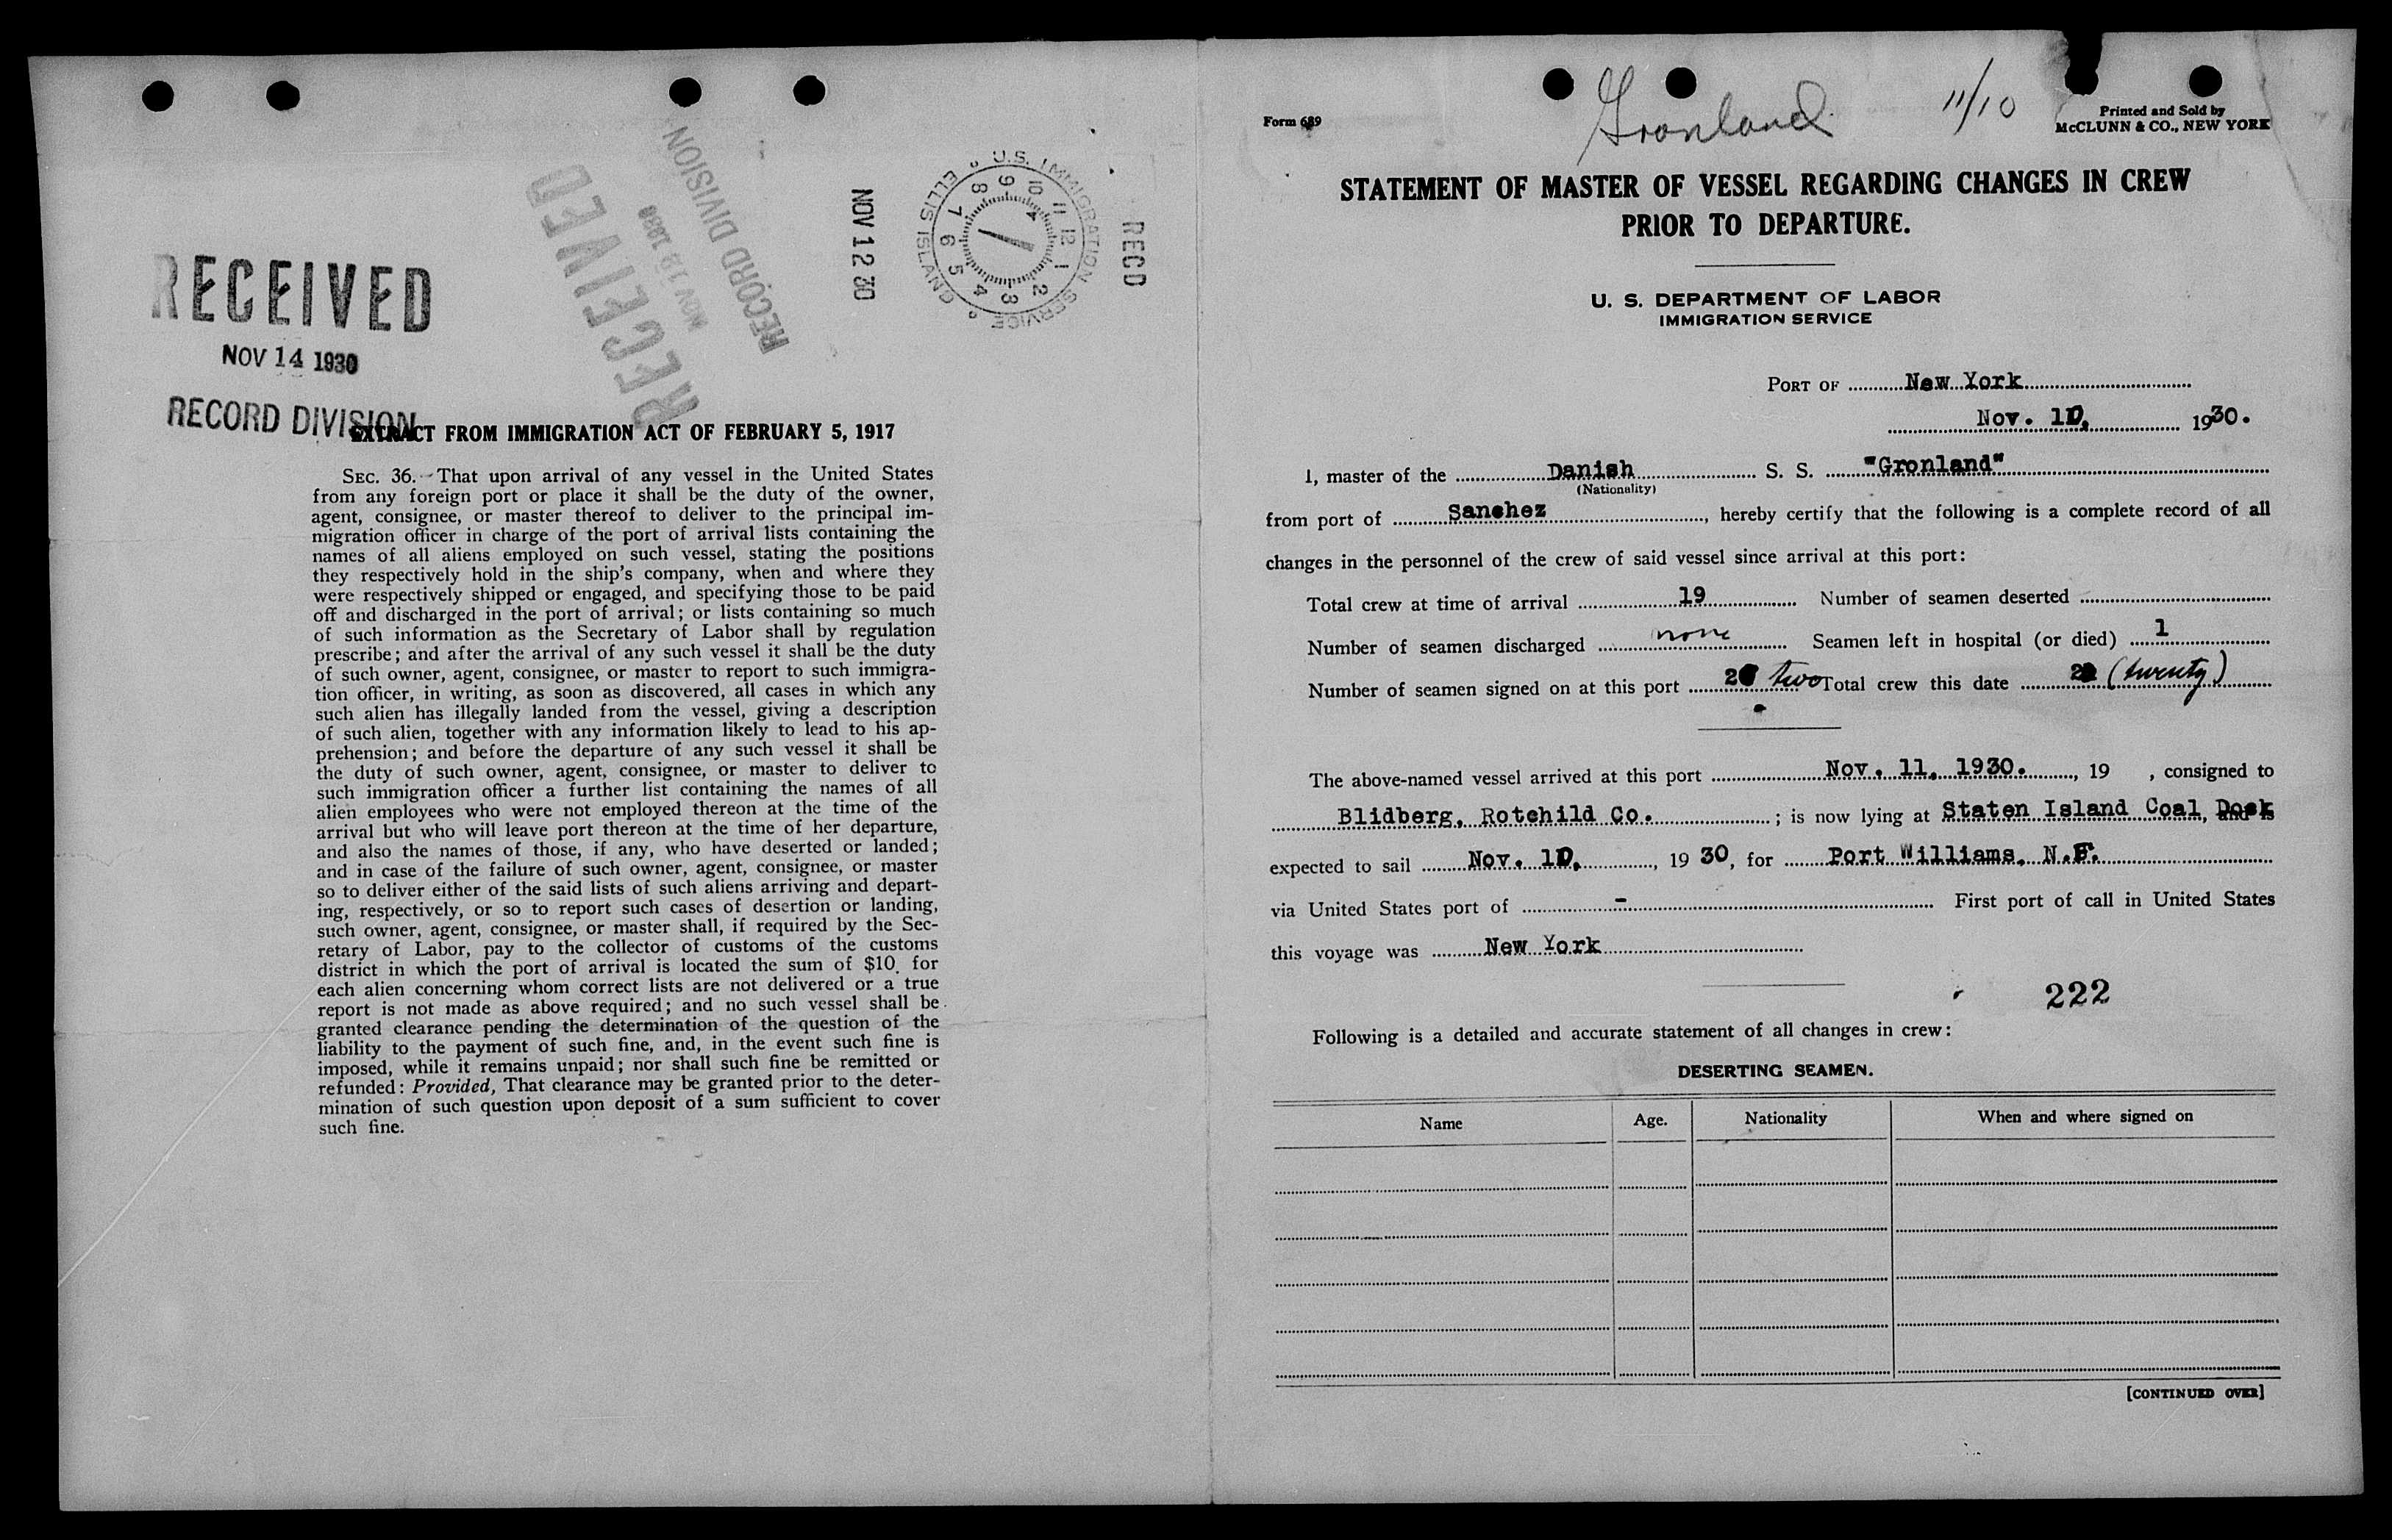 RECEIVED
NOV 14 1930
RECORD DIVISION
RECEIVED
NOV 12 1930
RECORD DIVISION
NOV 12 30
U.S. IMMIGRATION SERVICE
ELLIS ISLAND
9 10 11 12 1 2 3 4 5 6 7 8
RECD
EXTRACT FROM IMMIGRATION ACT OF FEBRUARY 5, 1917
SEC. 36. That upon arrival of any vessel in the United States
from any foreign port or place it shall be the duty of the owner,
agent, consignee, or master thereof to deliver to the principal im-
migration officer in charge of the port of arrival lists containing the
names of all aliens employed on such vessel, stating the positions
they respectively hold in the ship's company, when and where they
were respectively shipped or engaged, and specifying those to be paid
off and discharged in the port of arrival; or lists containing so much
of such information as the Secretary of Labor shall by regulation
prescribe; and after the arrival of any such vessel it shall be the duty
of such owner, agent, consignee, or master to report to such immigra-
tion officer, in writing, as soon as discovered, all cases in which any
such alien has illegally landed from the vessel, giving a description
of such alien, together with any information likely to lead to his ap-
prehension; and before the departure of any such vessel it shall be
the duty of such owner, agent, consignee, or master to deliver to
such immigration officer a further list containing the names of all
alien employees who were not employed thereon at the time of the
arrival but who will leave port thereon at the time of her departure,
and also the names of those, if any, who have deserted or landed;
and in case of the failure of such owner, agent, consignee, or master
so to deliver either of the said lists of such aliens arriving and depart-
ing, respectively, or so to report such cases of desertion or landing,
such owner, agent, consignee, or master shall, if required by the Sec-
retary of Labor, pay to the collector of customs of the customs
district in which the port of arrival is located the sum of $10 for
each alien concerning whom correct lists are not delivered or a true
report is not made as above required; and no such vessel shall be
granted clearance pending the determination of the question of the
liability to the payment of such fine, and, in the event such fine is
imposed, while it remains unpaid; nor shall such fine be remitted or
refunded: Provided, That clearance may be granted prior to the deter-
mination of such question upon deposit of a sum sufficient to cover
such fine.
Gronland 11/10
Form 689
Printed and Sold by
McCLUNN & CO., NEW YORK
STATEMENT OF MASTER OF VESSEL REGARDING CHANGES IN CREW
PRIOR TO DEPARTURE.
U. S. DEPARTMENT OF LABOR
IMMIGRATION SERVICE
PORT OF New York
Nov. 10, 1930.
I, master of the Danish S. S. "Gronland"
(Nationality)
from port of Sanchez, hereby certify that the following is a complete record of all
changes in the personnel of the crew of said vessel since arrival at this port:
Total crew at time of arrival 19 Number of seamen deserted
Number of seamen discharged none Seamen left in hospital (or died) 1
Number of seamen signed on at this port 2 two Total crew this date (twenty)
The above-named vessel arrived at this port Nov. 11, 1930., 19 , consigned to
Blidberg, Rotchild Co. ; is now lying at Staten Island Coal, Dock and is
expected to sail Nov. 10, 1930, for Port Williams, N.F.
via United States port of - First port of call in United States
this voyage was New York
222
Following is a detailed and accurate statement of all changes in crew:
DESERTING SEAMEN.
Name Age. Nationality When and where signed on
[CONTINUED OVER]